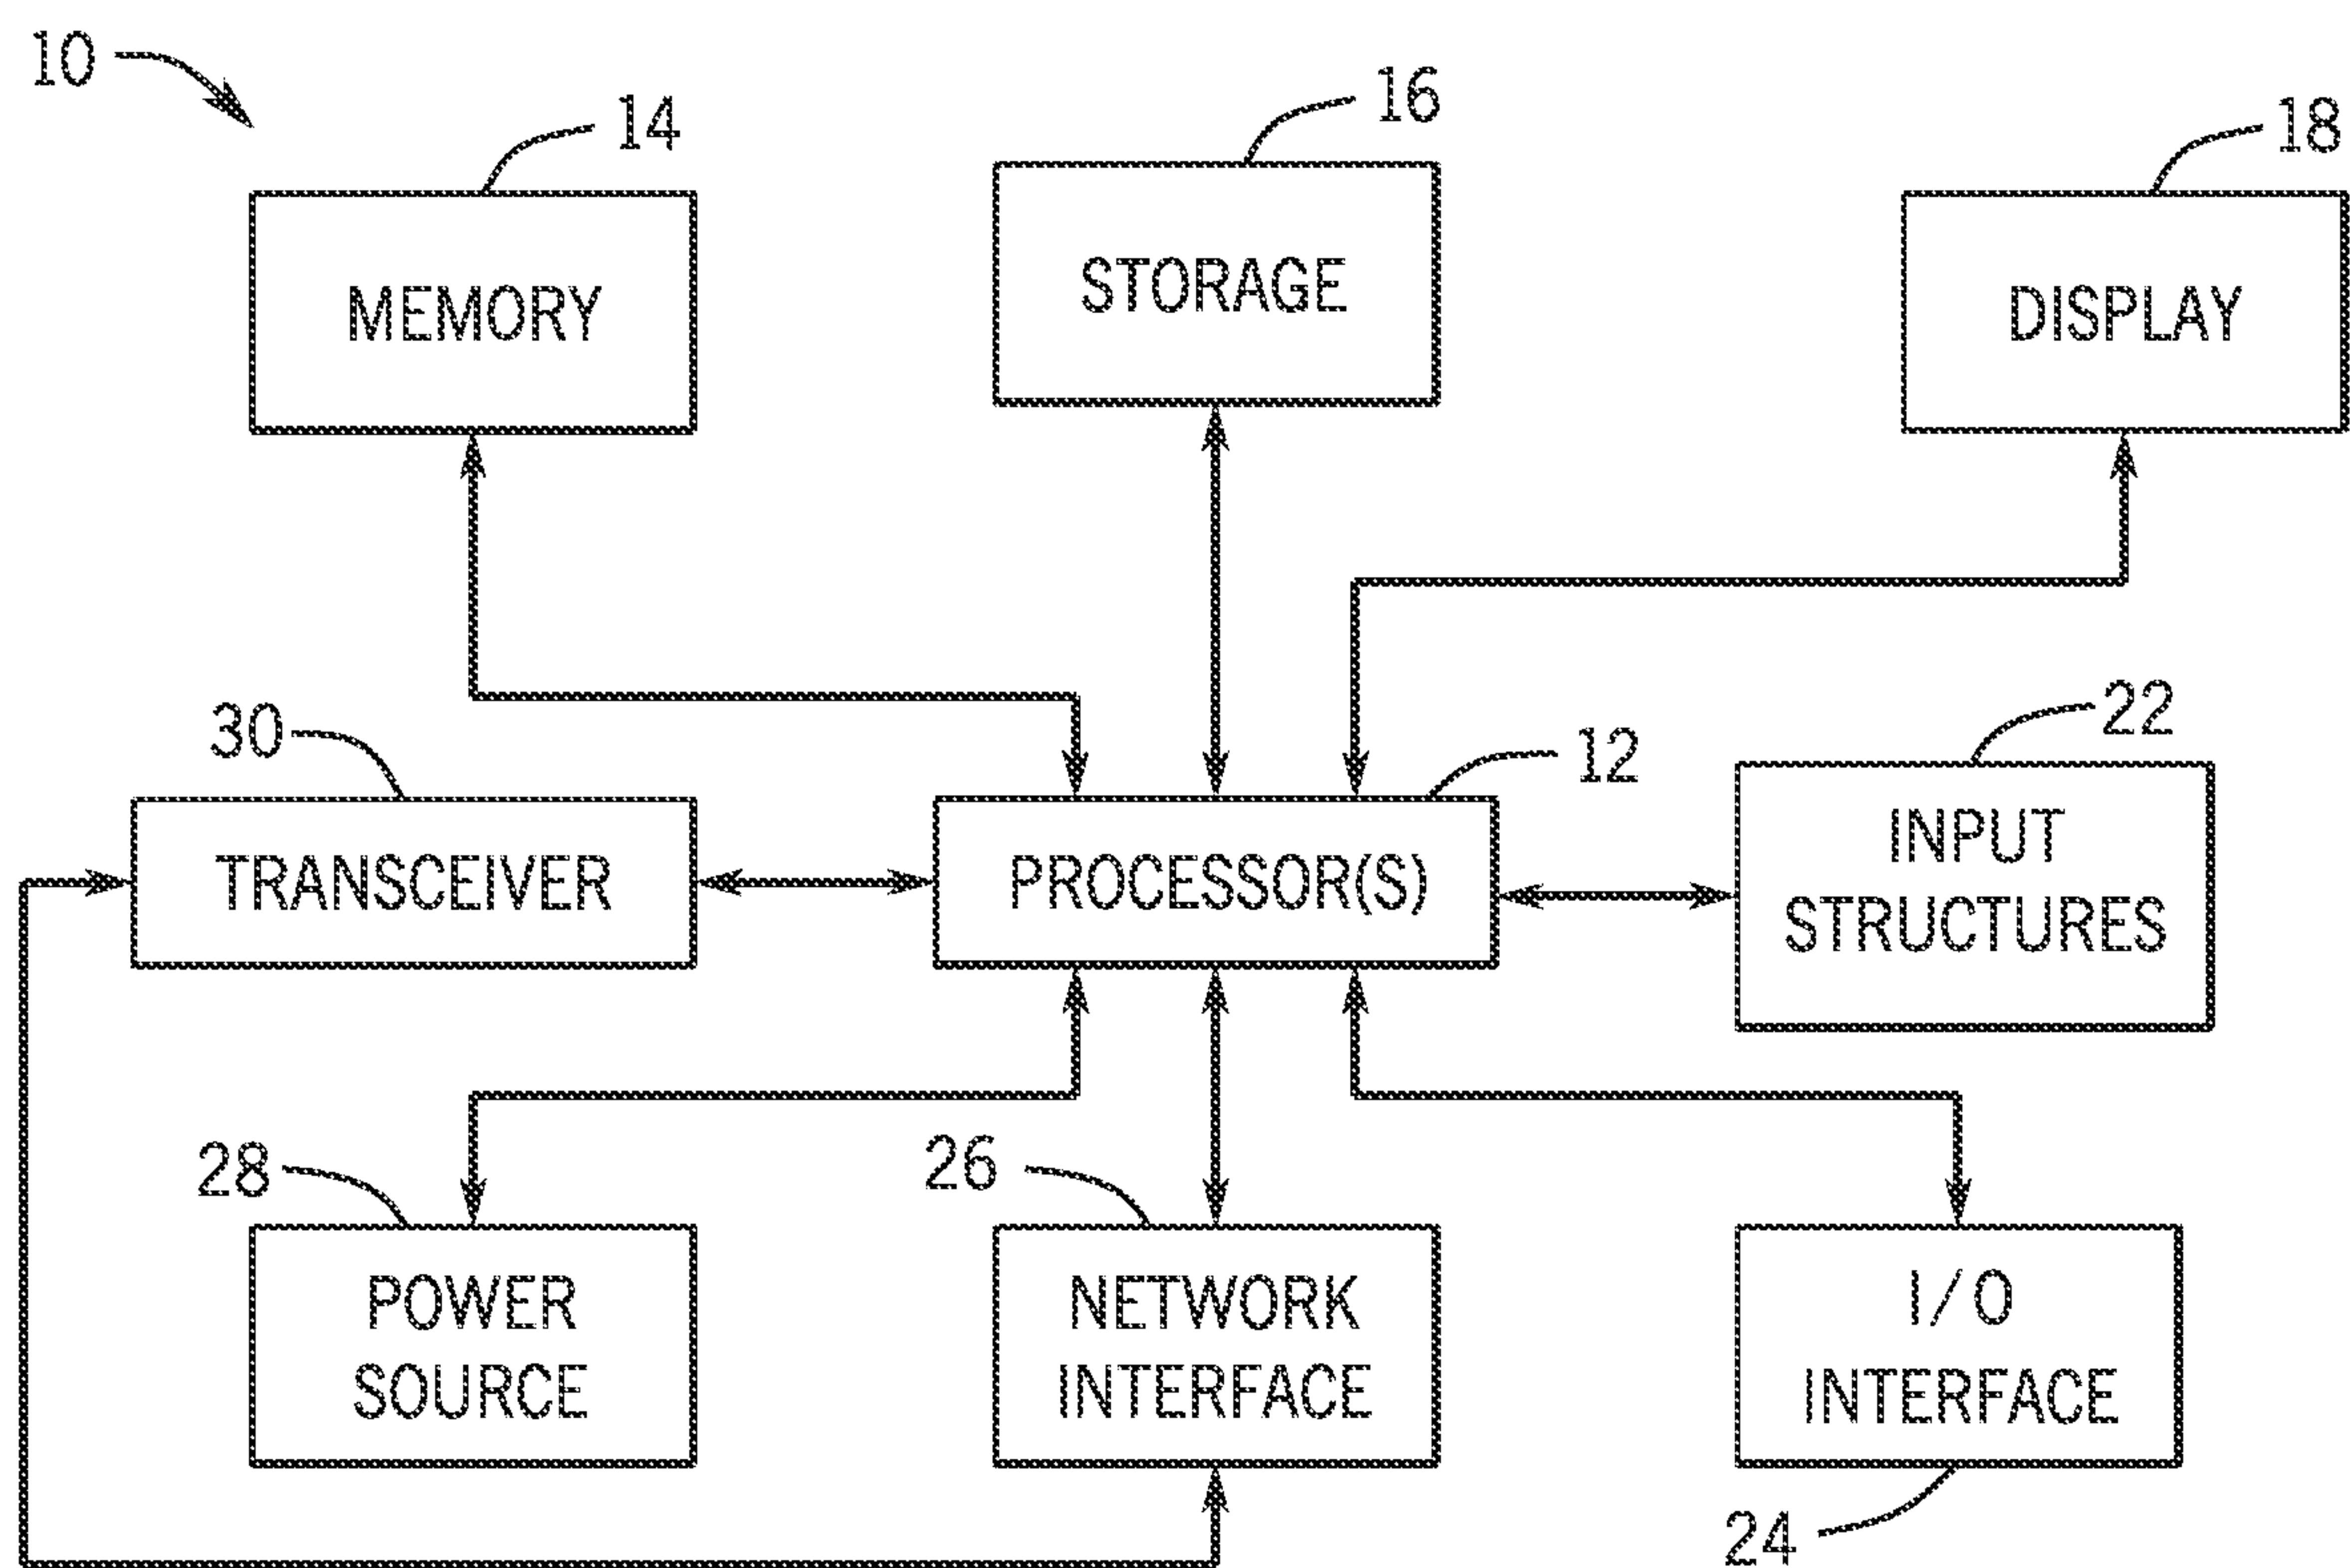 10
14
16
18
MEMORY
STORAGE
DISPLAY
30
12
22
TRANSCEIVER
PROCESSOR(S)
INPUT
STRUCTURES
28
26
POWER
SOURCE
NETWORK
INTERFACE
I/O
INTERFACE
24